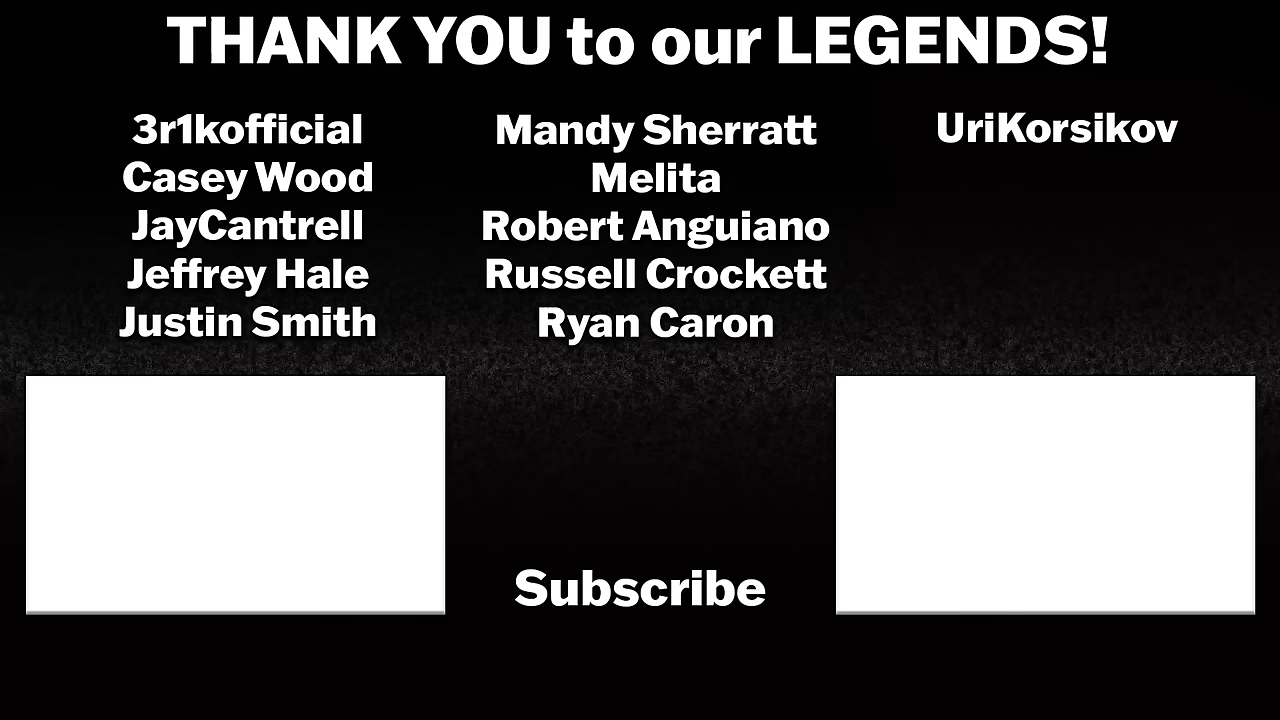 THANK YOU to our LEGENDS!
3r1kofficial
Casey Wood
JayCantrell
Jeffrey Hale
Justin Smith
Mandy Sherratt
Melita
Robert Anguiano
Russell Crockett
Ryan Caron
UriKorsikov
Subscribe